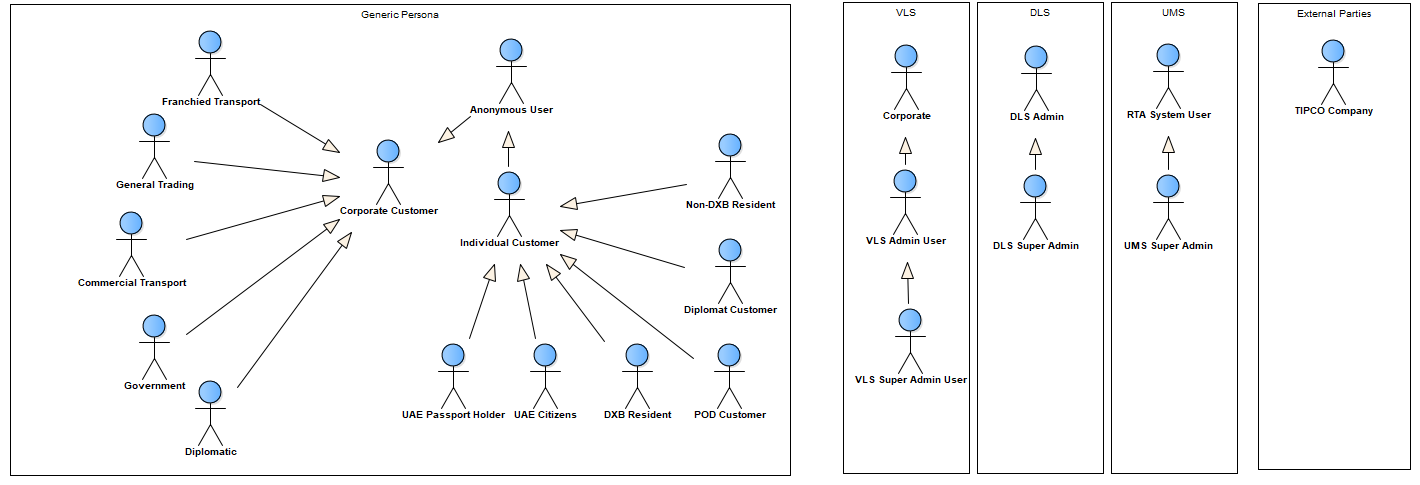 Generic Persona
Franchied Transport
Anonymous User
General Trading
Corporate Customer
Non-DXB Resident
Individual Customer
Commercial Transport
Diplomat Customer
Government
UAE Passport Holder
UAE Citizens
DXB Resident
POD Customer
Diplomatic
VLS
Corporate
VLS Admin User
VLS Super Admin User
DLS
DLS Admin
DLS Super Admin
UMS
RTA System User
UMS Super Admin
External Parties
TIPCO Company